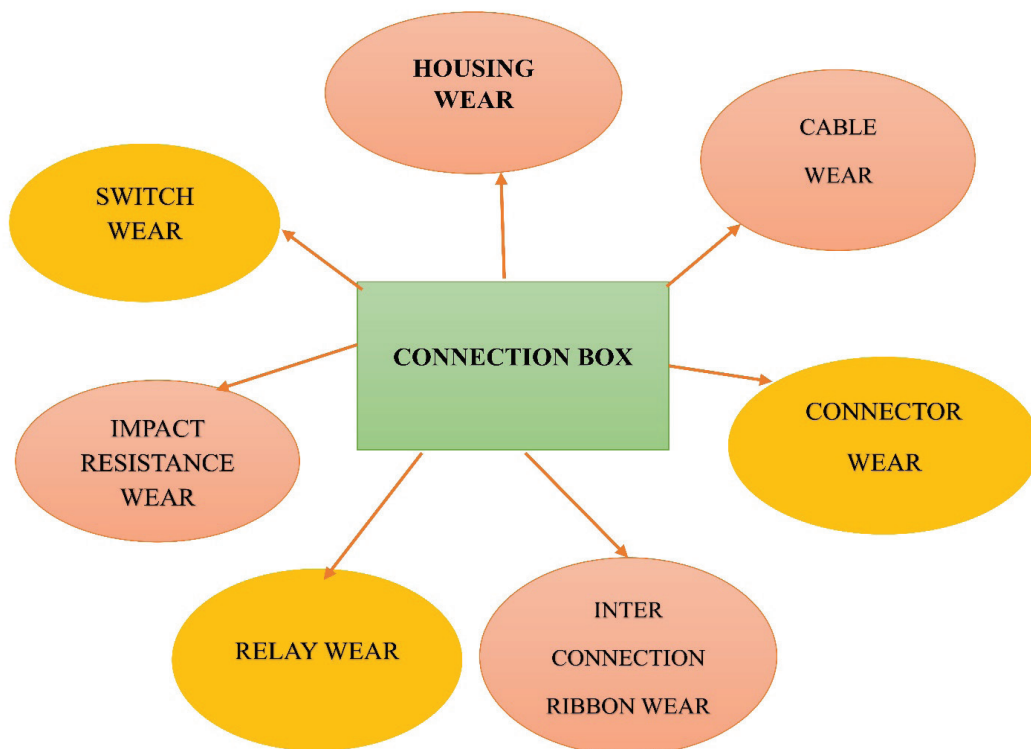 HOUSING
WEAR
CABLE
WEAR
SWITCH
WEAR
CONNECTION BOX
CONNECTOR
WEAR
IMPACT
RESISTANCE
WEAR
RELAY WEAR
INTER
CONNECTION
RIBBON WEAR